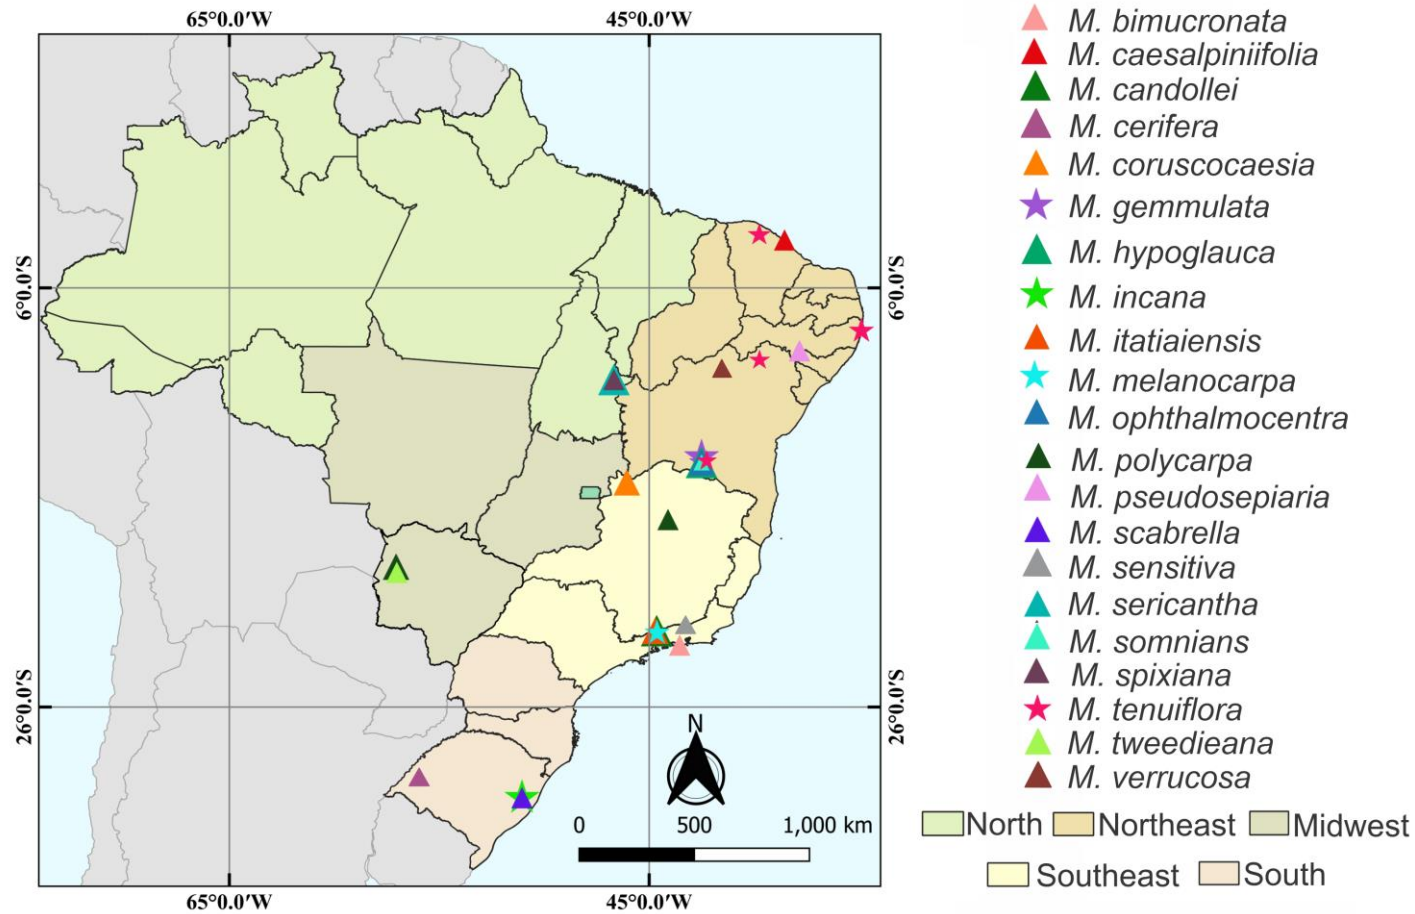 65°0.0'W 45°0.0'W
6°0.0'S 6°0.0'S
26°0.0'S 26°0.0'S
N
0 500 1,000 km
65°0.0'W 45°0.0'W
M. bimucronata
M. caesalpiniifolia
M. candollei
M. cerifera
M. coruscocaesia
M. gemmulata
M. hypoglauca
M. incana
M. itatiaiensis
M. melanocarpa
M. ophthalmocentra
M. polycarpa
M. pseudosepiaria
M. scabrella
M. sensitiva
M. sericantha
M. somnians
M. spixiana
M. tenuiflora
M. tweedieana
M. verrucosa
North Northeast Midwest
Southeast South